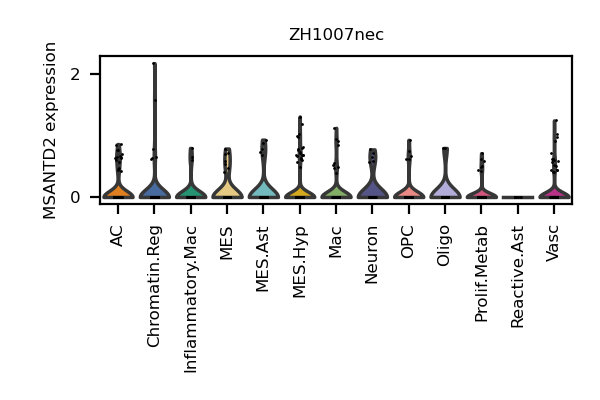 ZH1007nec
MSANTD2 expression
2
0
AC
Chromatin.Reg
Inflammatory.Mac
MES
MES.Ast
MES.Hyp
Mac
Neuron
OPC
Oligo
Prolif.Metab
Reactive.Ast
Vasc